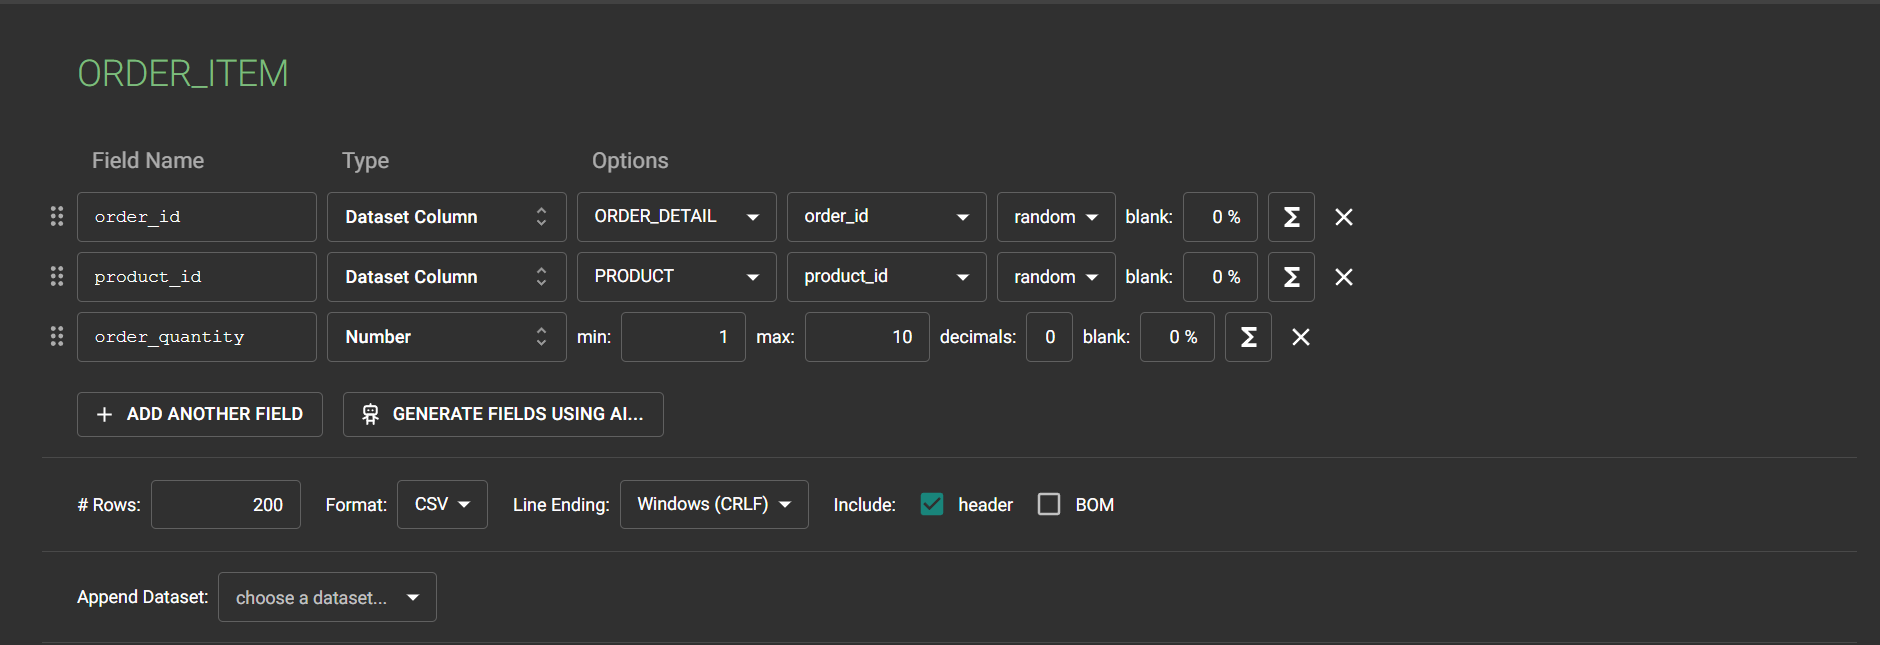 ORDER_ITEM
Field Name Type Options
order_id Dataset Column ORDER_DETAIL order_id random blank: 0 % Σ
product_id Dataset Column PRODUCT product_id random blank: 0 % Σ
order_quantity Number min: 1 max: 10 decimals: 0 blank: 0 % Σ
+ ADD ANOTHER FIELD GENERATE FIELDS USING AI...
# Rows: 200 Format: CSV Line Ending: Windows (CRLF) Include: header BOM
Append Dataset: choose a dataset...